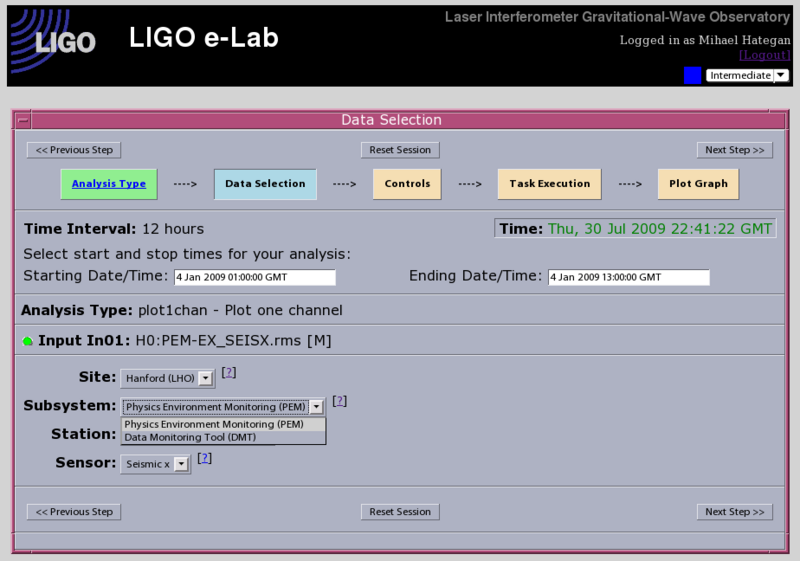 Laser Interferometer Gravitational-Wave Observatory
LIGO
LIGO e-Lab
Logged in as Mihael Hategan
[Logout]
Intermediate
Data Selection
<< Previous Step Reset Session Next Step >>
Analysis Type ----> Data Selection ----> Controls ----> Task Execution ----> Plot Graph
Time Interval: 12 hours Time: Thu, 30 Jul 2009 22:41:22 GMT
Select start and stop times for your analysis:
Starting Date/Time: 4 Jan 2009 01:00:00 GMT Ending Date/Time: 4 Jan 2009 13:00:00 GMT
Analysis Type: plot1chan - Plot one channel
Input In01: H0:PEM-EX_SEISX.rms [M]
Site: Hanford (LHO) [?]
Subsystem: Physics Environment Monitoring (PEM) [?]
Physics Environment Monitoring (PEM)
Station: Data Monitoring Tool (DMT)
Sensor: Seismic x [?]
<< Previous Step Reset Session Next Step >>